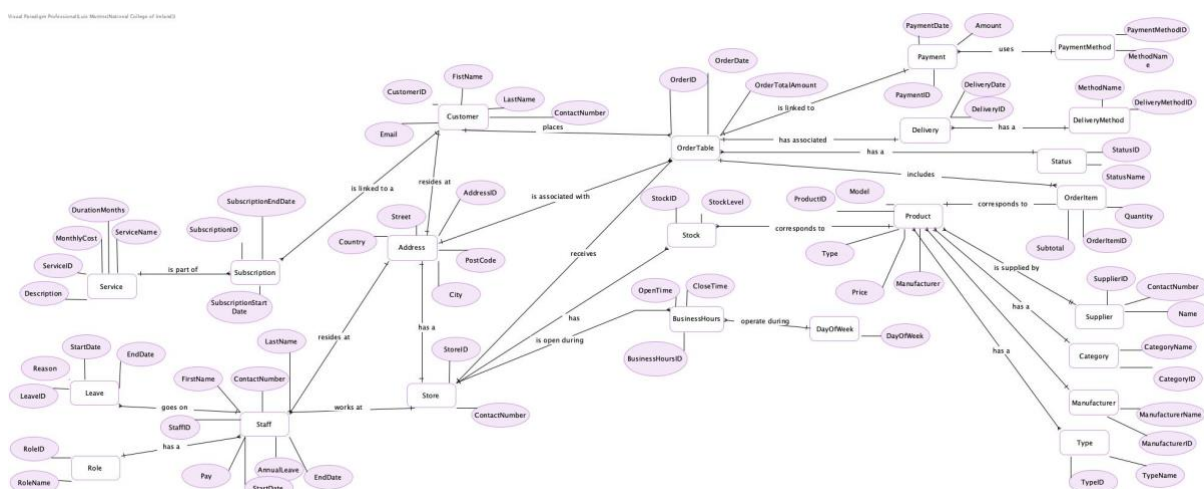 Visual Paradigm Professional(Luis Martins(National College of Ireland))
PaymentDate
Amount
PaymentMethodID
Payment
uses
PaymentMethod
MethodNam
e
PaymentID
OrderDate
OrderID
OrderTotalAmount
is linked to
DeliveryDate
DeliveryID
MethodName
DeliveryMethodID
Delivery
has a
DeliveryMethod
FistName
CustomerID
LastName
ContactNumber
Customer
Email
places
OrderTable
has associated
has a
StatusID
Status
StatusName
includes
is linked to a
resides at
AddressID
Street
is associated with
Country
Address
PostCode
City
StockID
StockLevel
Stock
corresponds to
ProductID
Model
Product
corresponds to
OrderItem
Quantity
OrderItemID
Subtotal
Type
Price
Manufacturer
DurationMonths
SubscriptionEndDate
MonthlyCost
ServiceName
SubscriptionID
ServiceID
is part of
Subscription
Service
Description
SubscriptionStart
Date
receives
is supplied by
SupplierID
ContactNumber
Supplier
Name
OpenTime
CloseTime
BusinessHours
operate during
DayOfWeek
DayOfWeek
BusinessHoursID
has
is open during
has a
resides at
has a
CategoryName
Category
CategoryID
has a
StoreID
Store
ContactNumber
LastName
StartDate
EndDate
Reason
Leave
LeaveID
goes on
FirstName
ContactNumber
works at
StaffID
Staff
Manufacturer
ManufacturerName
ManufacturerID
RoleID
has a
Role
RoleName
Pay
AnnualLeave
StartDate
EndDate
Type
TypeName
TypeID